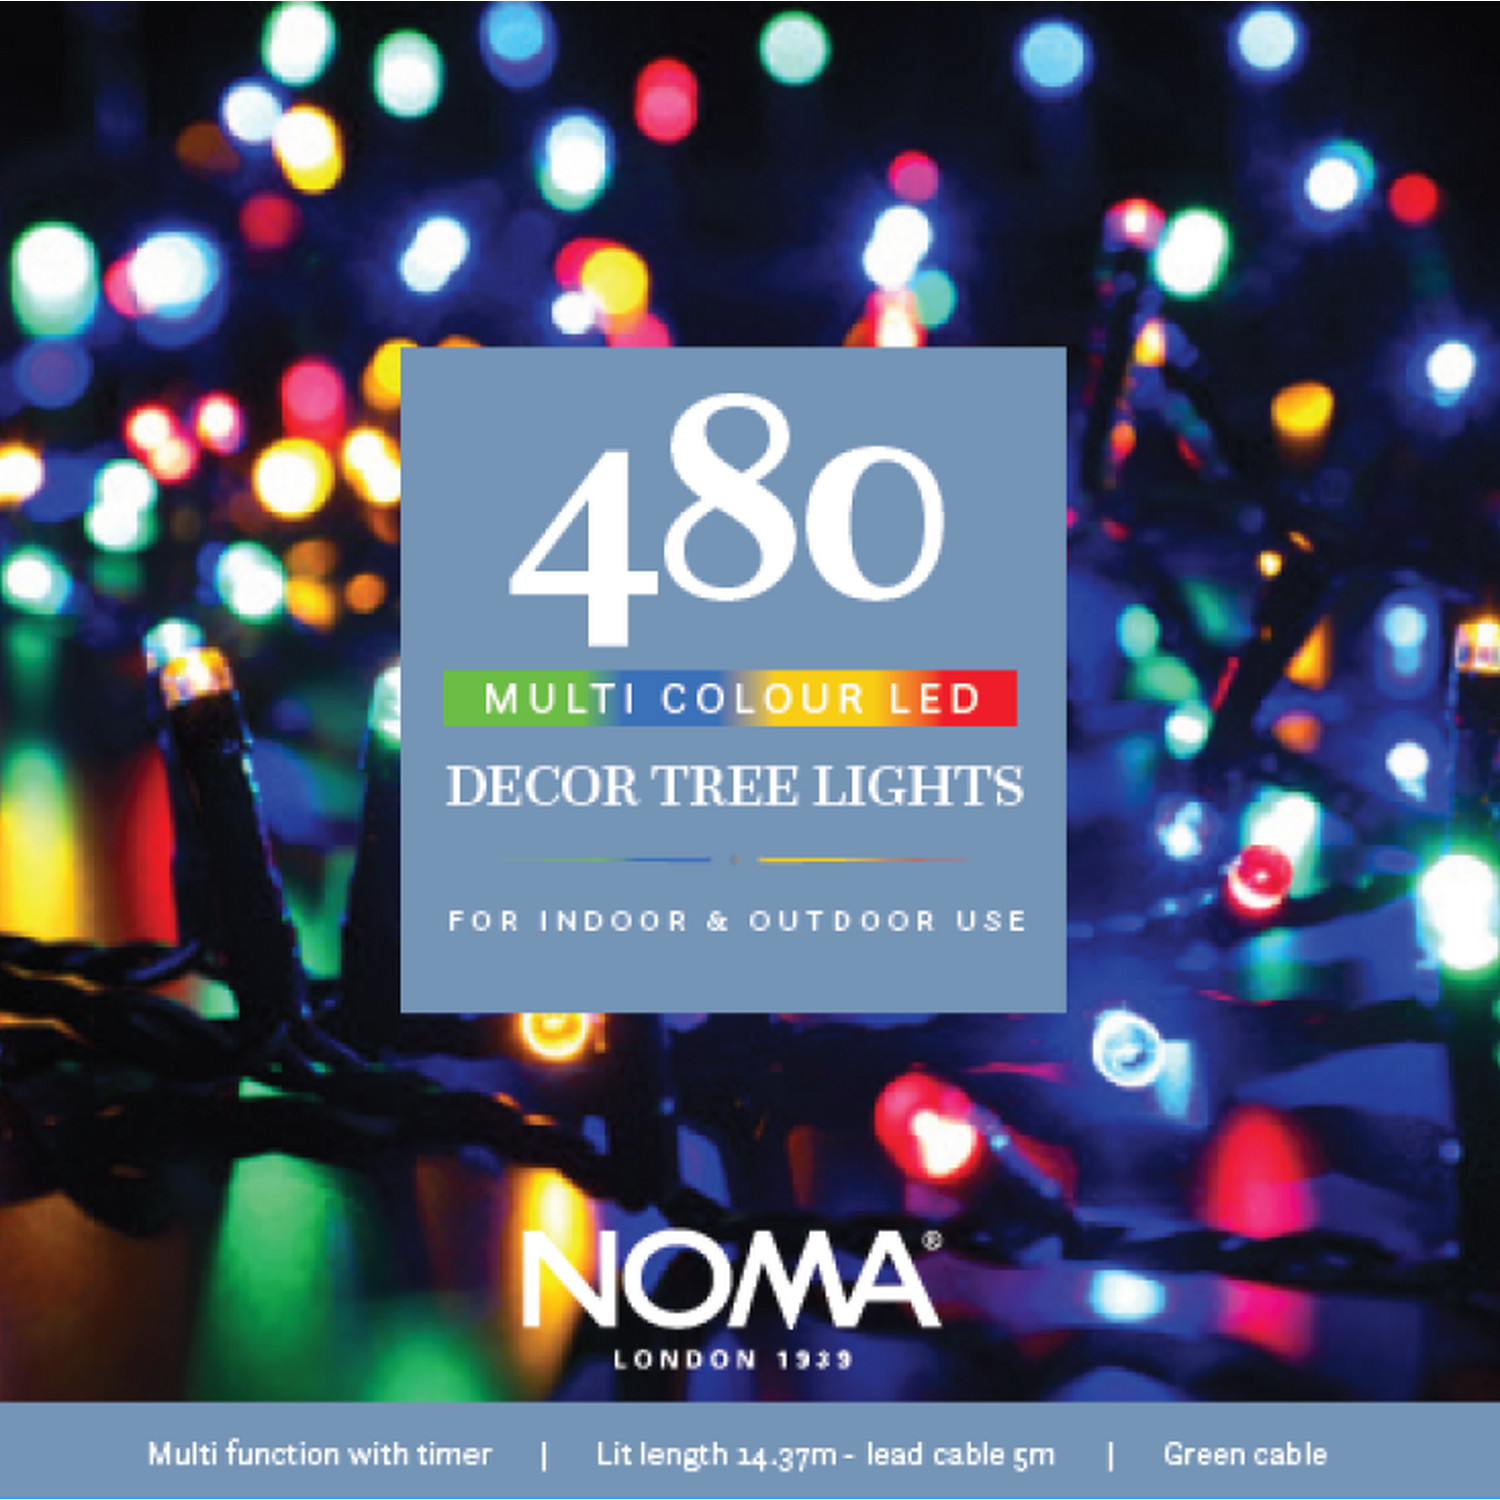 480
MULTI COLOUR LED
DECOR TREE LIGHTS
FOR INDOOR & OUTDOOR USE
NOMA®
LONDON 1939
Multi function with timer | Lit length 14.37m - lead cable 5m | Green cable